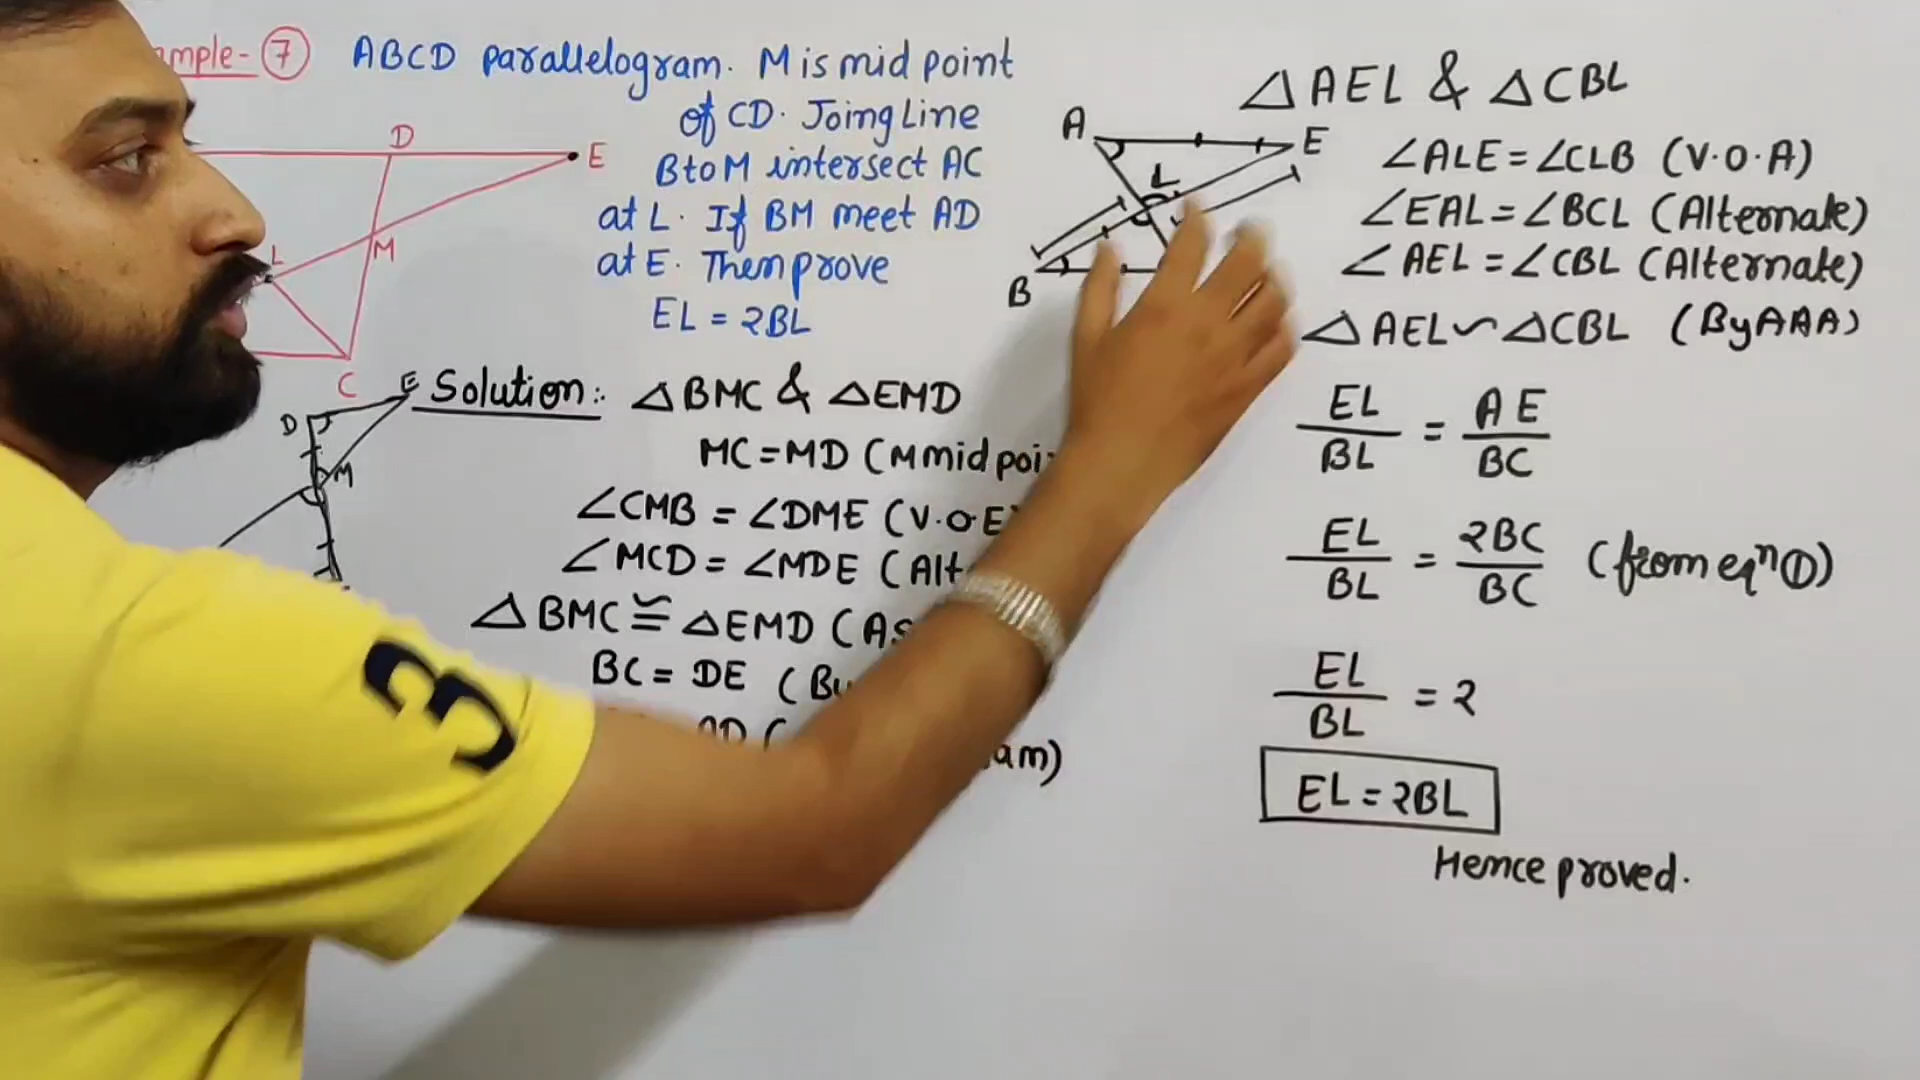 mple- 7 ABCD parallelogram. M is mid point
of CD. Joing Line
B to M intersect AC
at L. If BM meet AD
at E. Then prove
EL = 2BL
D
E
L
M
C
Solution:- △BMC & △EMD
MC = MD (M mid poi
∠CMB = ∠DME (V.O.E
∠MCD = ∠MDE (Alt
△BMC ≅ △EMD (AS
BC = DE (By
AD (
am)
E
D
M
3
△AEL & △CBL
A
E
L
B
∠ALE = ∠CLB (V.O.A)
∠EAL = ∠BCL (Alternate)
∠AEL = ∠CBL (Alternate)
△AEL ∽ △CBL (By AAA)
EL/BL = AE/BC
EL/BL = 2BC/BC (from eqⁿ ①)
EL/BL = 2
EL = 2BL
Hence proved.